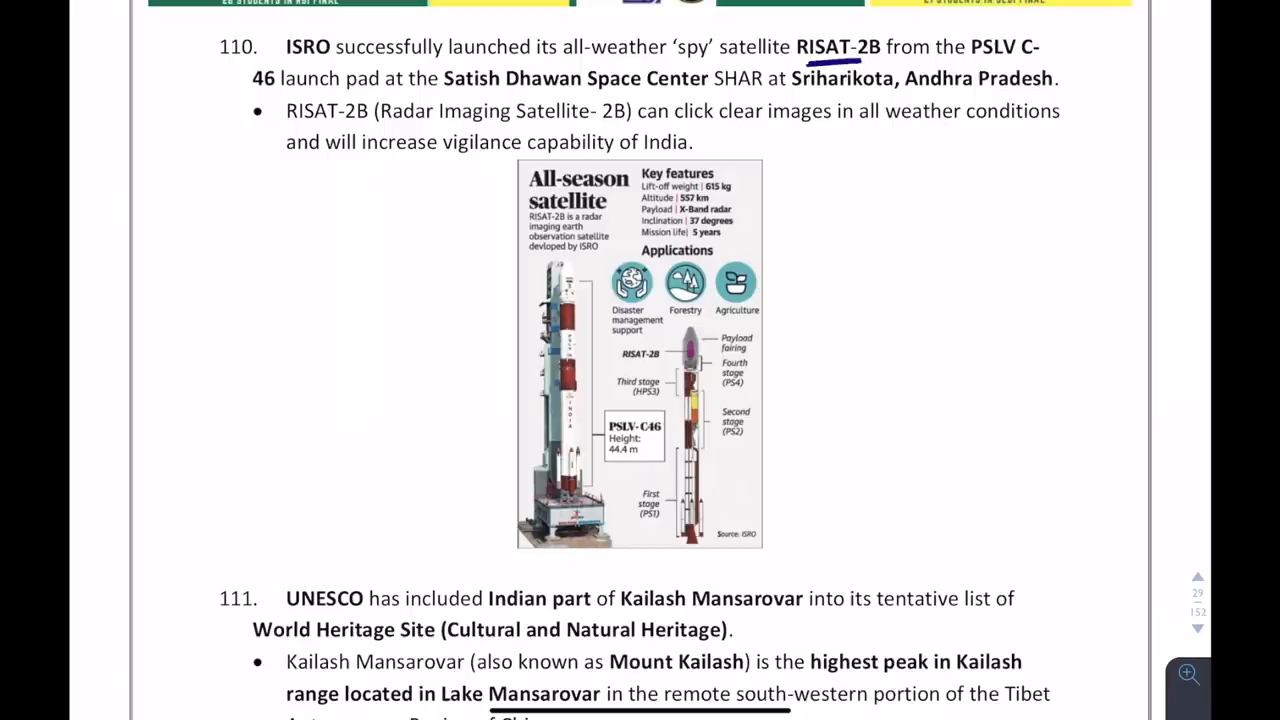 110. ISRO successfully launched its all-weather ‘spy’ satellite RISAT-2B from the PSLV C-
46 launch pad at the Satish Dhawan Space Center SHAR at Sriharikota, Andhra Pradesh.
• RISAT-2B (Radar Imaging Satellite- 2B) can click clear images in all weather conditions
and will increase vigilance capability of India.
All-season
satellite
RISAT-2B is a radar
imaging earth
observation satellite
devloped by ISRO
Key features
Lift-off weight | 615 kg
Altitude | 557 km
Payload | X-Band radar
Inclination | 37 degrees
Mission life| 5 years
Applications
Disaster
management
support
Forestry
Agriculture
RISAT-2B
Payload
fairing
Fourth
stage
(PS4)
Third stage
(HPS3)
Second
stage
(PS2)
PSLV-C46
Height:
44.4 m
First
stage
(PS1)
INDIA
Source: ISRO
111. UNESCO has included Indian part of Kailash Mansarovar into its tentative list of
World Heritage Site (Cultural and Natural Heritage).
• Kailash Mansarovar (also known as Mount Kailash) is the highest peak in Kailash
range located in Lake Mansarovar in the remote south-western portion of the Tibet
29
152